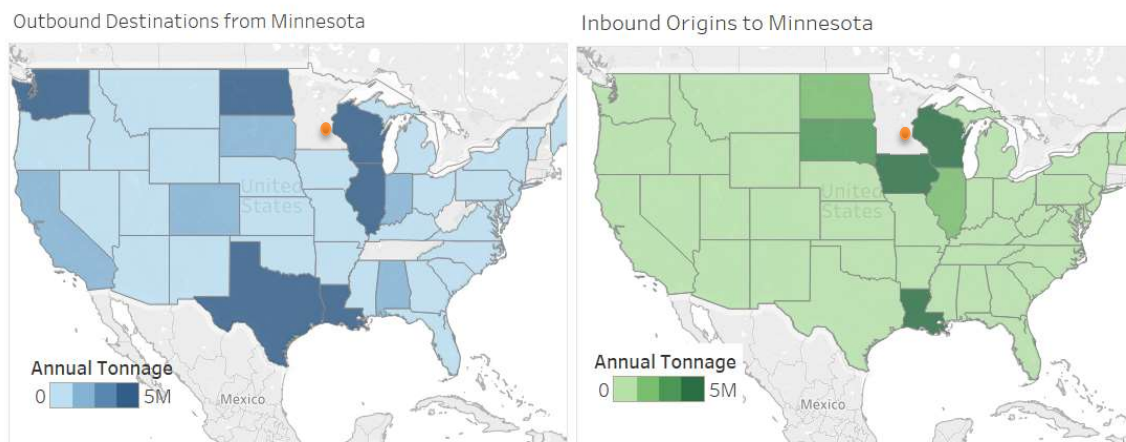 Outbound Destinations from Minnesota
United
States
Annual Tonnage
0 5M
Mexico
Inbound Origins to Minnesota
United
States
Annual Tonnage
0 5M
Mexico